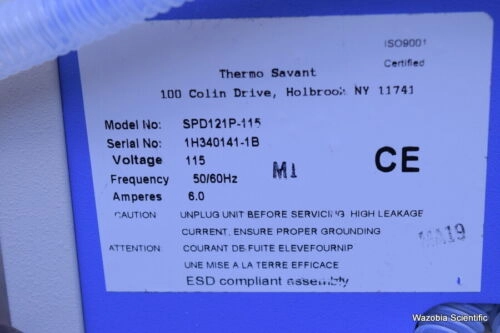 ISO9001
Certified
Thermo Savant
100 Colin Drive, Holbrook NY 11741
Model No: SPD121P-115
Serial No: 1H340141-1B
Voltage 115
Frequency 50/60Hz
Amperes 6.0
M1
CE
CAUTION UNPLUG UNIT BEFORE SERVICING HIGH LEAKAGE
CURRENT, ENSURE PROPER GROUNDING
ATTENTION: COURANT DE FUITE ELEVEFOURNIP
UNE MISE A LA TERRE EFFICACE
ESD compliant assembly
MA19
Wazobia Scientific